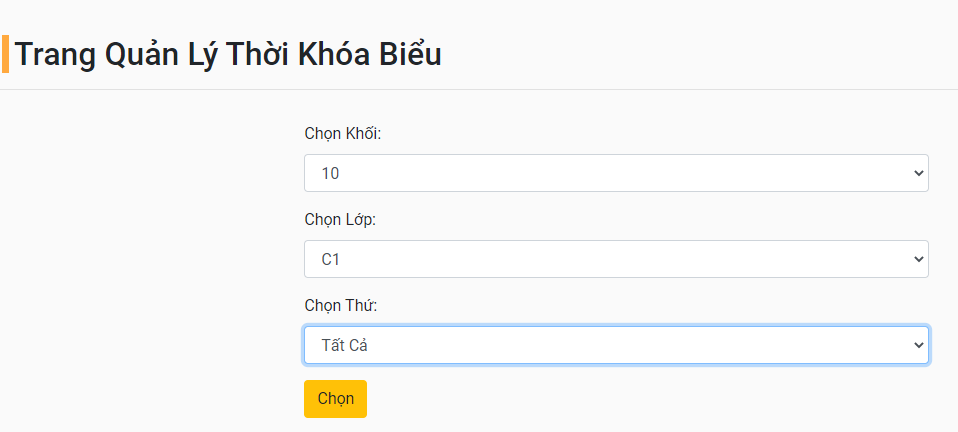 Trang Quản Lý Thời Khóa Biểu
Chọn Khối:
10
Chọn Lớp:
C1
Chọn Thứ:
Tất Cả
Chọn